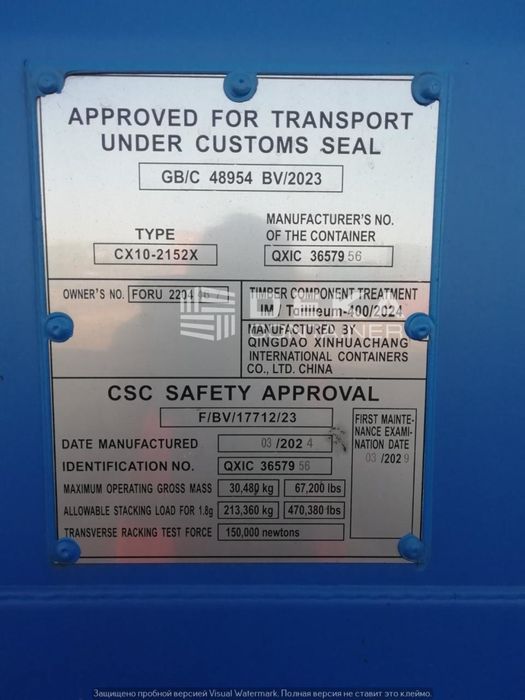 APPROVED FOR TRANSPORT
UNDER CUSTOMS SEAL
GB/C 48954 BV/2023
TYPE
CX10-2152X
MANUFACTURER'S NO.
OF THE CONTAINER
QXIC 3657956
OWNER'S NO. FORU 2204
TIMBER COMPONENT TREATMENT
IM / Tailileum-400/2024
MANUFACTURED BY
QINGDAO XINHUACHANG
INTERNATIONAL CONTAINERS
CO., LTD. CHINA
CSC SAFETY APPROVAL
F/BV/17712/23
DATE MANUFACTURED 03/2024
IDENTIFICATION NO. QXIC 3657956
MAXIMUM OPERATING GROSS MASS 30,480 kg 67,200 lbs
ALLOWABLE STACKING LOAD FOR 1.8g 213,360 kg 470,380 lbs
TRANSVERSE RACKING TEST FORCE 150,000 newtons
FIRST MAINTE-
NANCE EXAMI-
NATION DATE
03/2029
Защищено пробной версией Visual Watermark. Полная версия не ставит это клеймо.